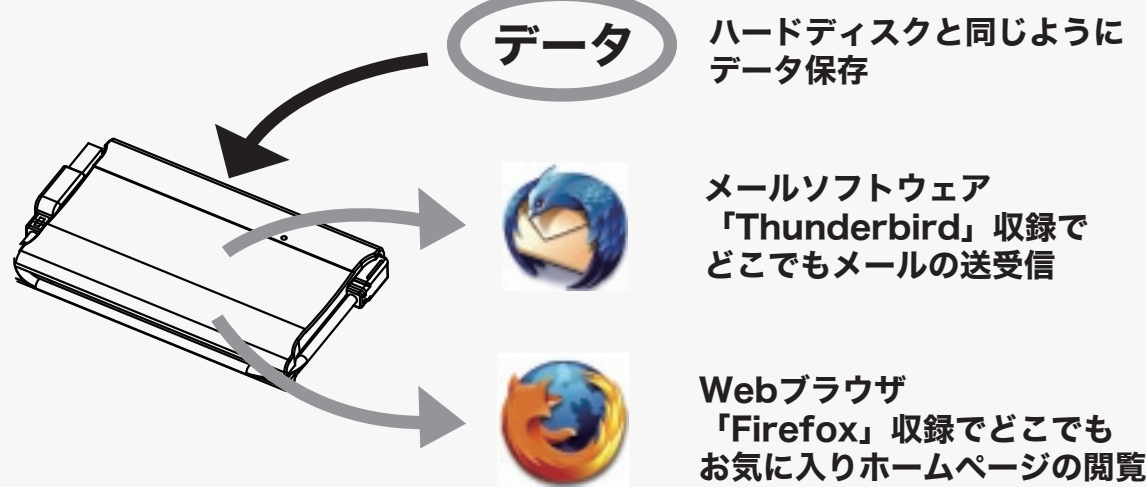 データ
ハードディスクと同じように
データ保存
メールソフトウェア
「Thunderbird」収録で
どこでもメールの送受信
Webブラウザ
「Firefox」収録でどこでも
お気に入りホームページの閲覧